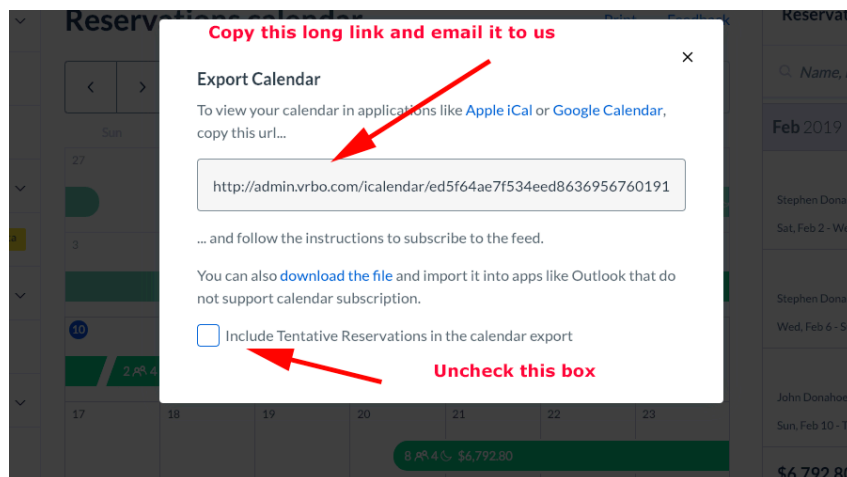 Reservations calendar
Print
Feedback
Reservat
Copy this long link and email it to us
Export Calendar
To view your calendar in applications like Apple iCal or Google Calendar,
copy this url...
http://admin.vrbo.com/icalendar/ed5f64ae7f534eed8636956760191
... and follow the instructions to subscribe to the feed.
You can also download the file and import it into apps like Outlook that do
not support calendar subscription.
Include Tentative Reservations in the calendar export
Uncheck this box
Name,
Sun
Feb 2019
27
Stephen Dona
Sat, Feb 2 - We
3
Stephen Dona
Wed, Feb 6 - S
10
2
4
John Donahoe
Sun, Feb 10 - T
17
18
19
20
21
22
23
8
4
$6,792.80
$6,792.80